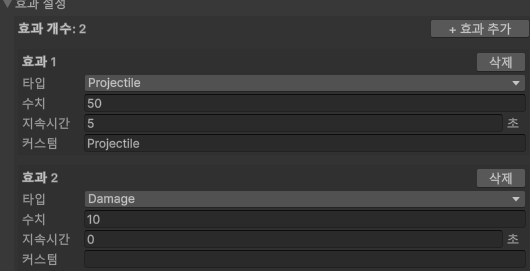 ▼효과 설정
효과 개수: 2 + 효과 추가
효과 1 삭제
타입 Projectile
수치 50
지속시간 5 초
커스텀 Projectile
효과 2 삭제
타입 Damage
수치 10
지속시간 0 초
커스텀